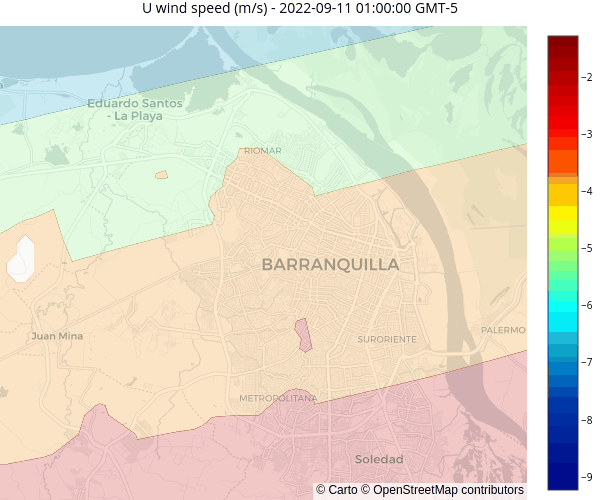 U wind speed (m/s) - 2022-09-11 01:00:00 GMT-5
Eduardo Santos
- La Playa
RIOMAR
BARRANQUILLA
Juan Mina
SURORIENTE
PALERMO
METROPOLITANA
Soledad
© Carto © OpenStreetMap contributors
−2
−3
−4
−5
−6
−7
−8
−9